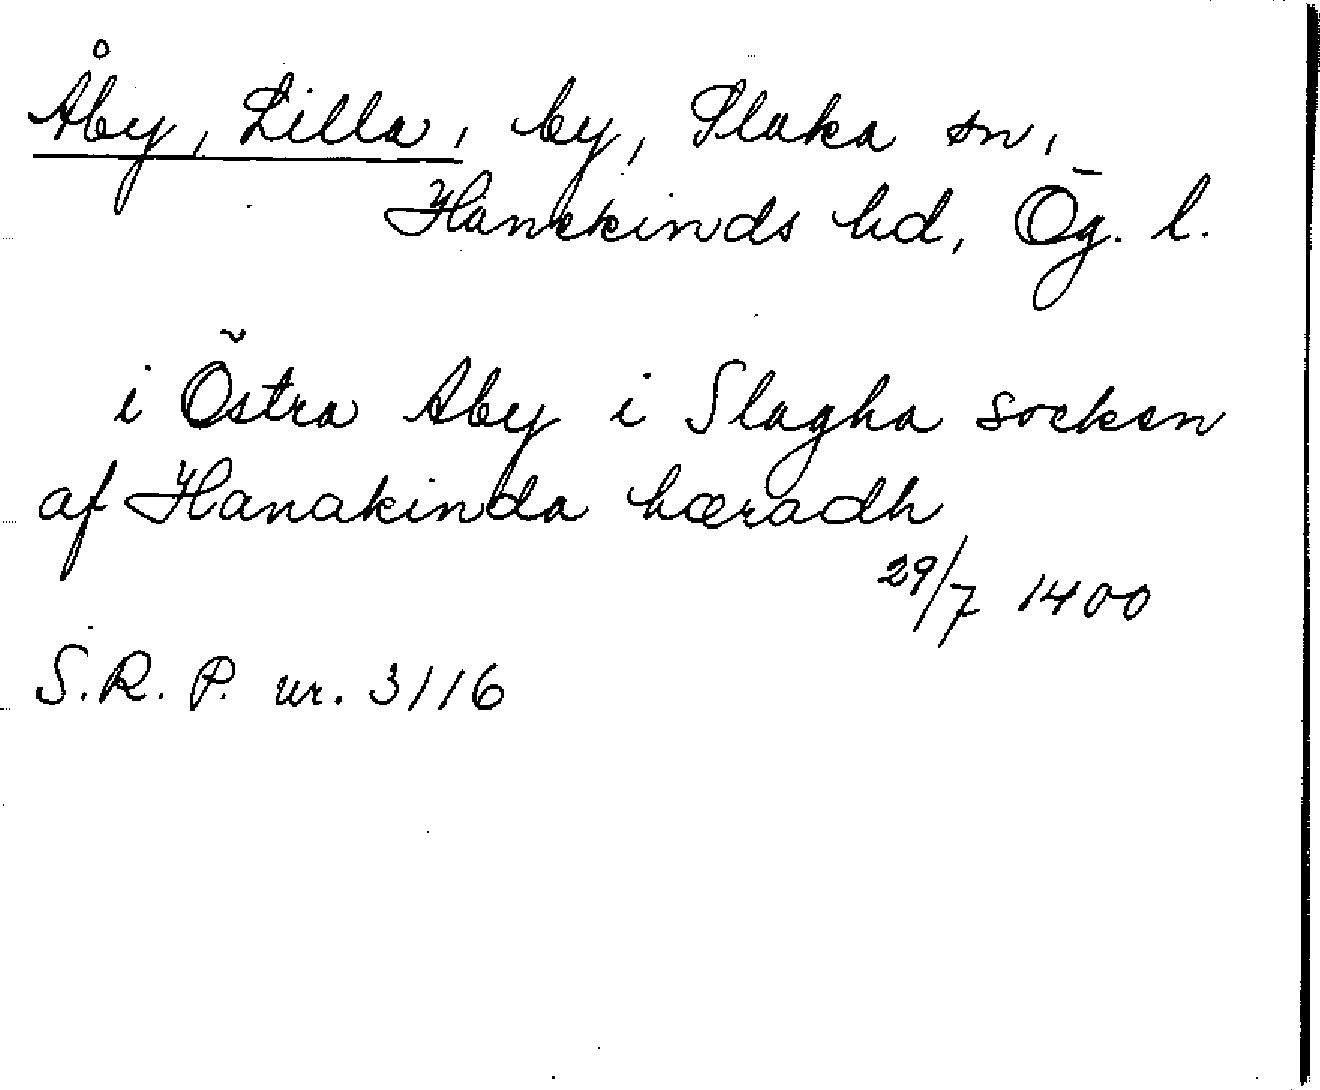 Åby, Lilla, by, Slaka sn,
Hanekinds hd, Ög. l.
i Östra Aby i Slagha socken
af Hanakinda hæradh
29/7 1400
S.R.P. nr. 3116